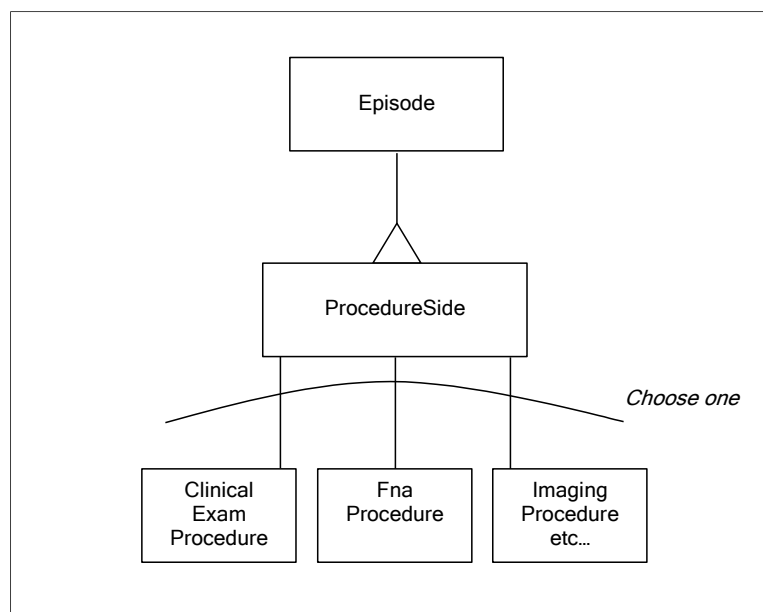 Episode
ProcedureSide
Choose one
Clinical
Exam
Procedure
Fna
Procedure
Imaging
Procedure
etc...